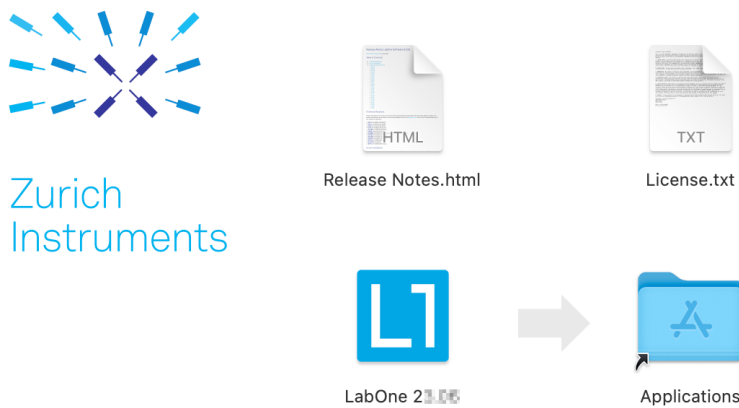 HTML
TXT
Release Notes.html
License.txt
Zurich
Instruments
L1
LabOne
Applications